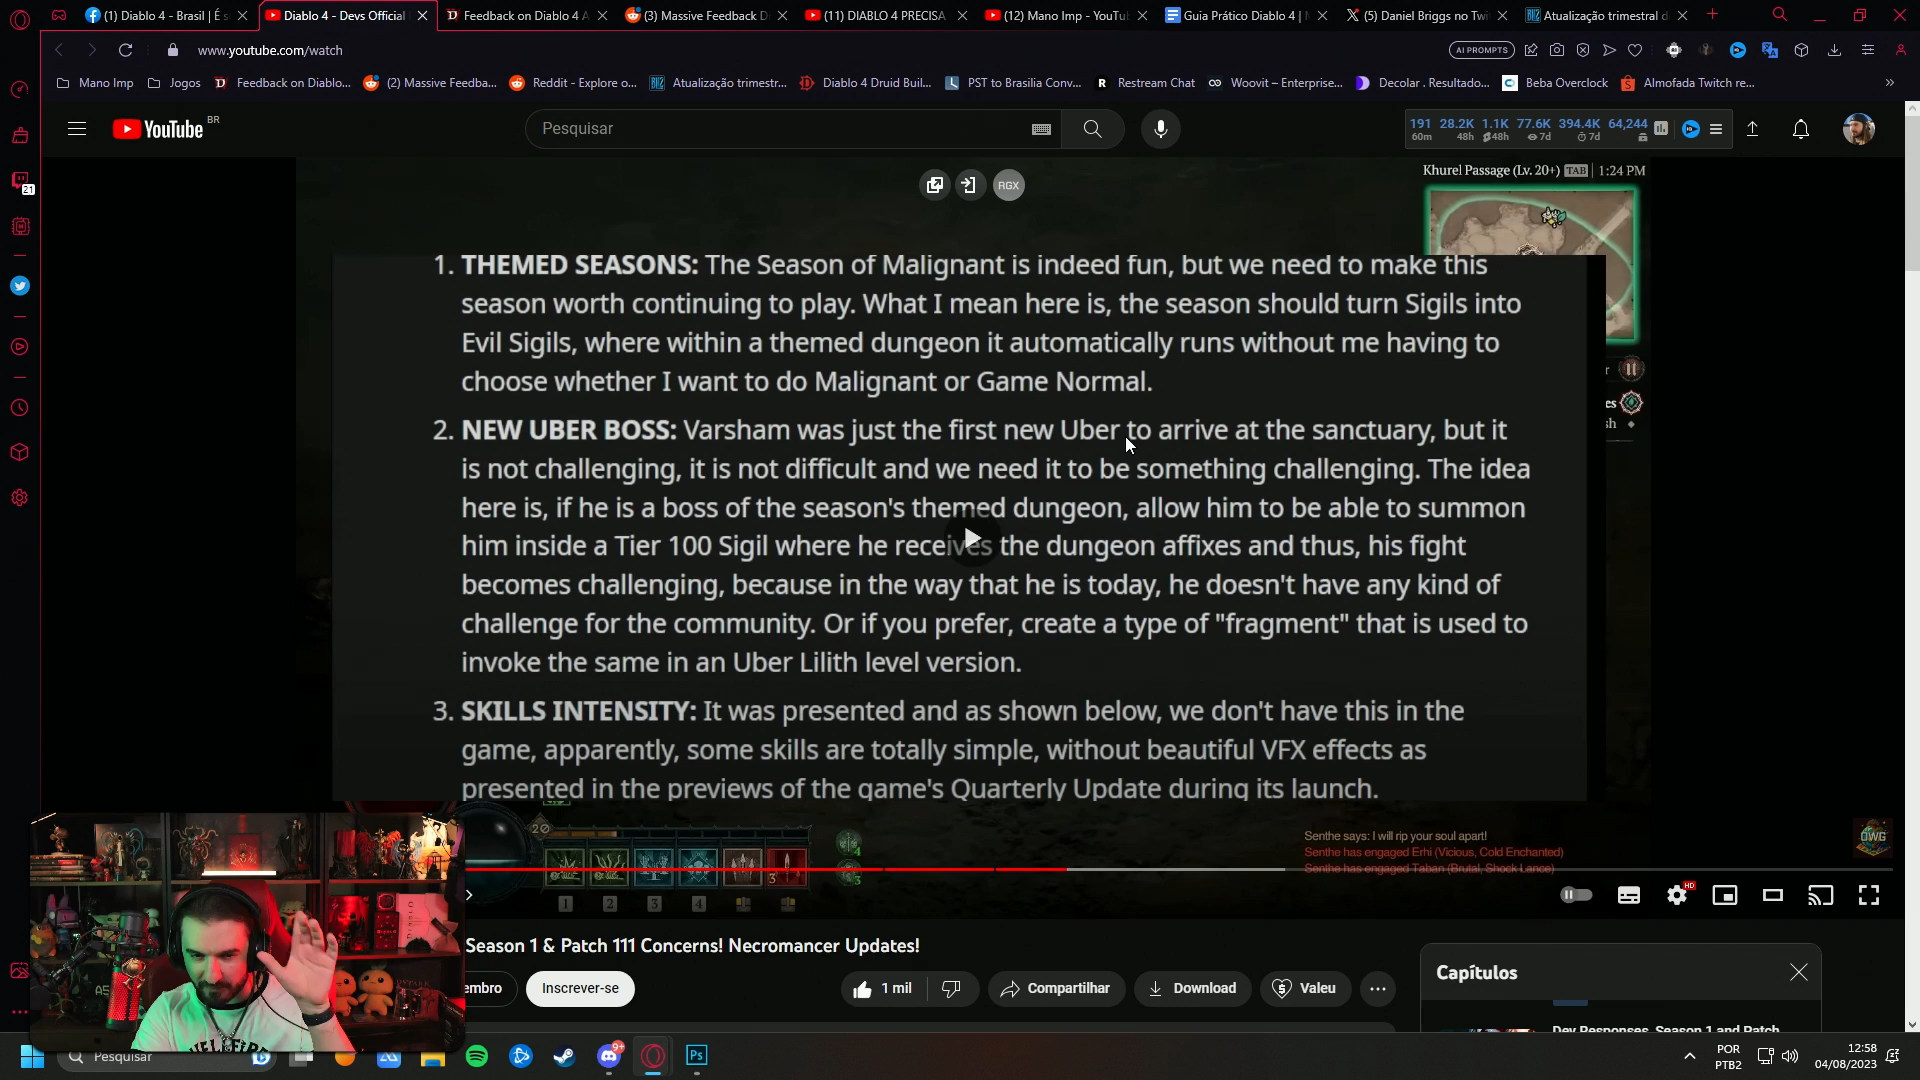 (1) Diablo 4 - Brasil | É s
Diablo 4 - Devs Official
Feedback on Diablo 4 A
(3) Massive Feedback D
(11) DIABLO 4 PRECISA
(12) Mano Imp - YouTu
Guia Prático Diablo 4 |
(5) Daniel Briggs no Twi
Atualização trimestral d
www.youtube.com/watch
AI PROMPTS
Mano Imp
Jogos
Feedback on Diablo...
(2) Massive Feedba...
Reddit - Explore o...
Atualização trimestr...
Diablo 4 Druid Buil...
PST to Brasilia Conv...
Restream Chat
Woovit – Enterprise...
Decolar . Resultado...
Beba Overclock
Almofada Twitch re...
21
YouTube BR
Pesquisar
191 28.2K 1.1K 77.6K 394.4K 64,244
60m 48h 48h 7d 7d
RGX
Khurel Passage (Lv. 20+) TAB 1:24 PM
1. THEMED SEASONS: The Season of Malignant is indeed fun, but we need to make this
season worth continuing to play. What I mean here is, the season should turn Sigils into
Evil Sigils, where within a themed dungeon it automatically runs without me having to
choose whether I want to do Malignant or Game Normal.
2. NEW UBER BOSS: Varsham was just the first new Uber to arrive at the sanctuary, but it
is not challenging, it is not difficult and we need it to be something challenging. The idea
here is, if he is a boss of the season's themed dungeon, allow him to be able to summon
him inside a Tier 100 Sigil where he receives the dungeon affixes and thus, his fight
becomes challenging, because in the way that he is today, he doesn't have any kind of
challenge for the community. Or if you prefer, create a type of "fragment" that is used to
invoke the same in an Uber Lilith level version.
3. SKILLS INTENSITY: It was presented and as shown below, we don't have this in the
game, apparently, some skills are totally simple, without beautiful VFX effects as
presented in the previews of the game's Quarterly Update during its launch.
Senthe says: I will rip your soul apart!
Senthe has engaged Erhi (Vicious, Cold Enchanted)
Senthe has engaged Taban (Brutal, Shock Lance)
OWG
20
3
4
3
1 2 3 4
HD
Season 1 & Patch 111 Concerns! Necromancer Updates!
embro
Inscrever-se
1 mil
Compartilhar
Download
Valeu
Capítulos
Dev Responses, Season 1 and Patch
Pesquisar
9+
Ps
POR
PTB2
12:58
04/08/2023